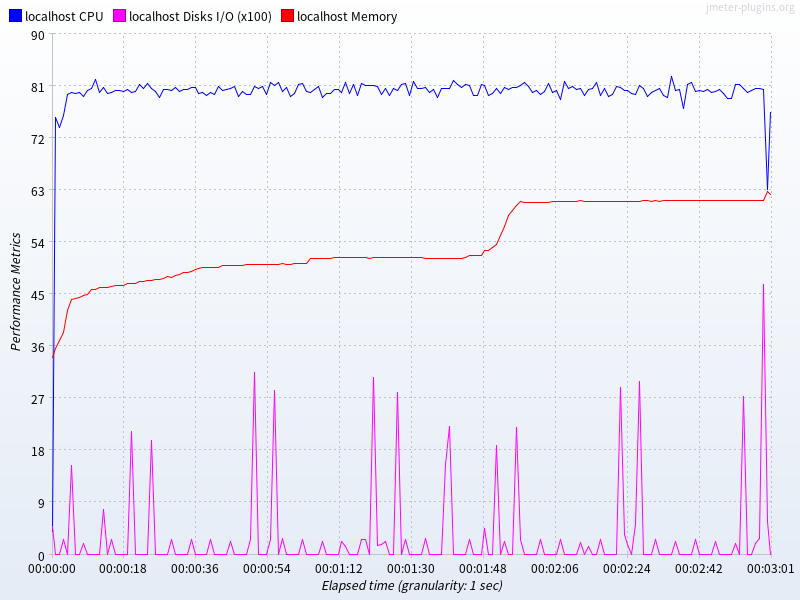 jmeter-plugins.org
localhost CPU localhost Disks I/O (x100) localhost Memory
90
81
72
63
54
45
36
27
18
9
0
Performance Metrics
00:00:00 00:00:18 00:00:36 00:00:54 00:01:12 00:01:30 00:01:48 00:02:06 00:02:24 00:02:42 00:03:01
Elapsed time (granularity: 1 sec)